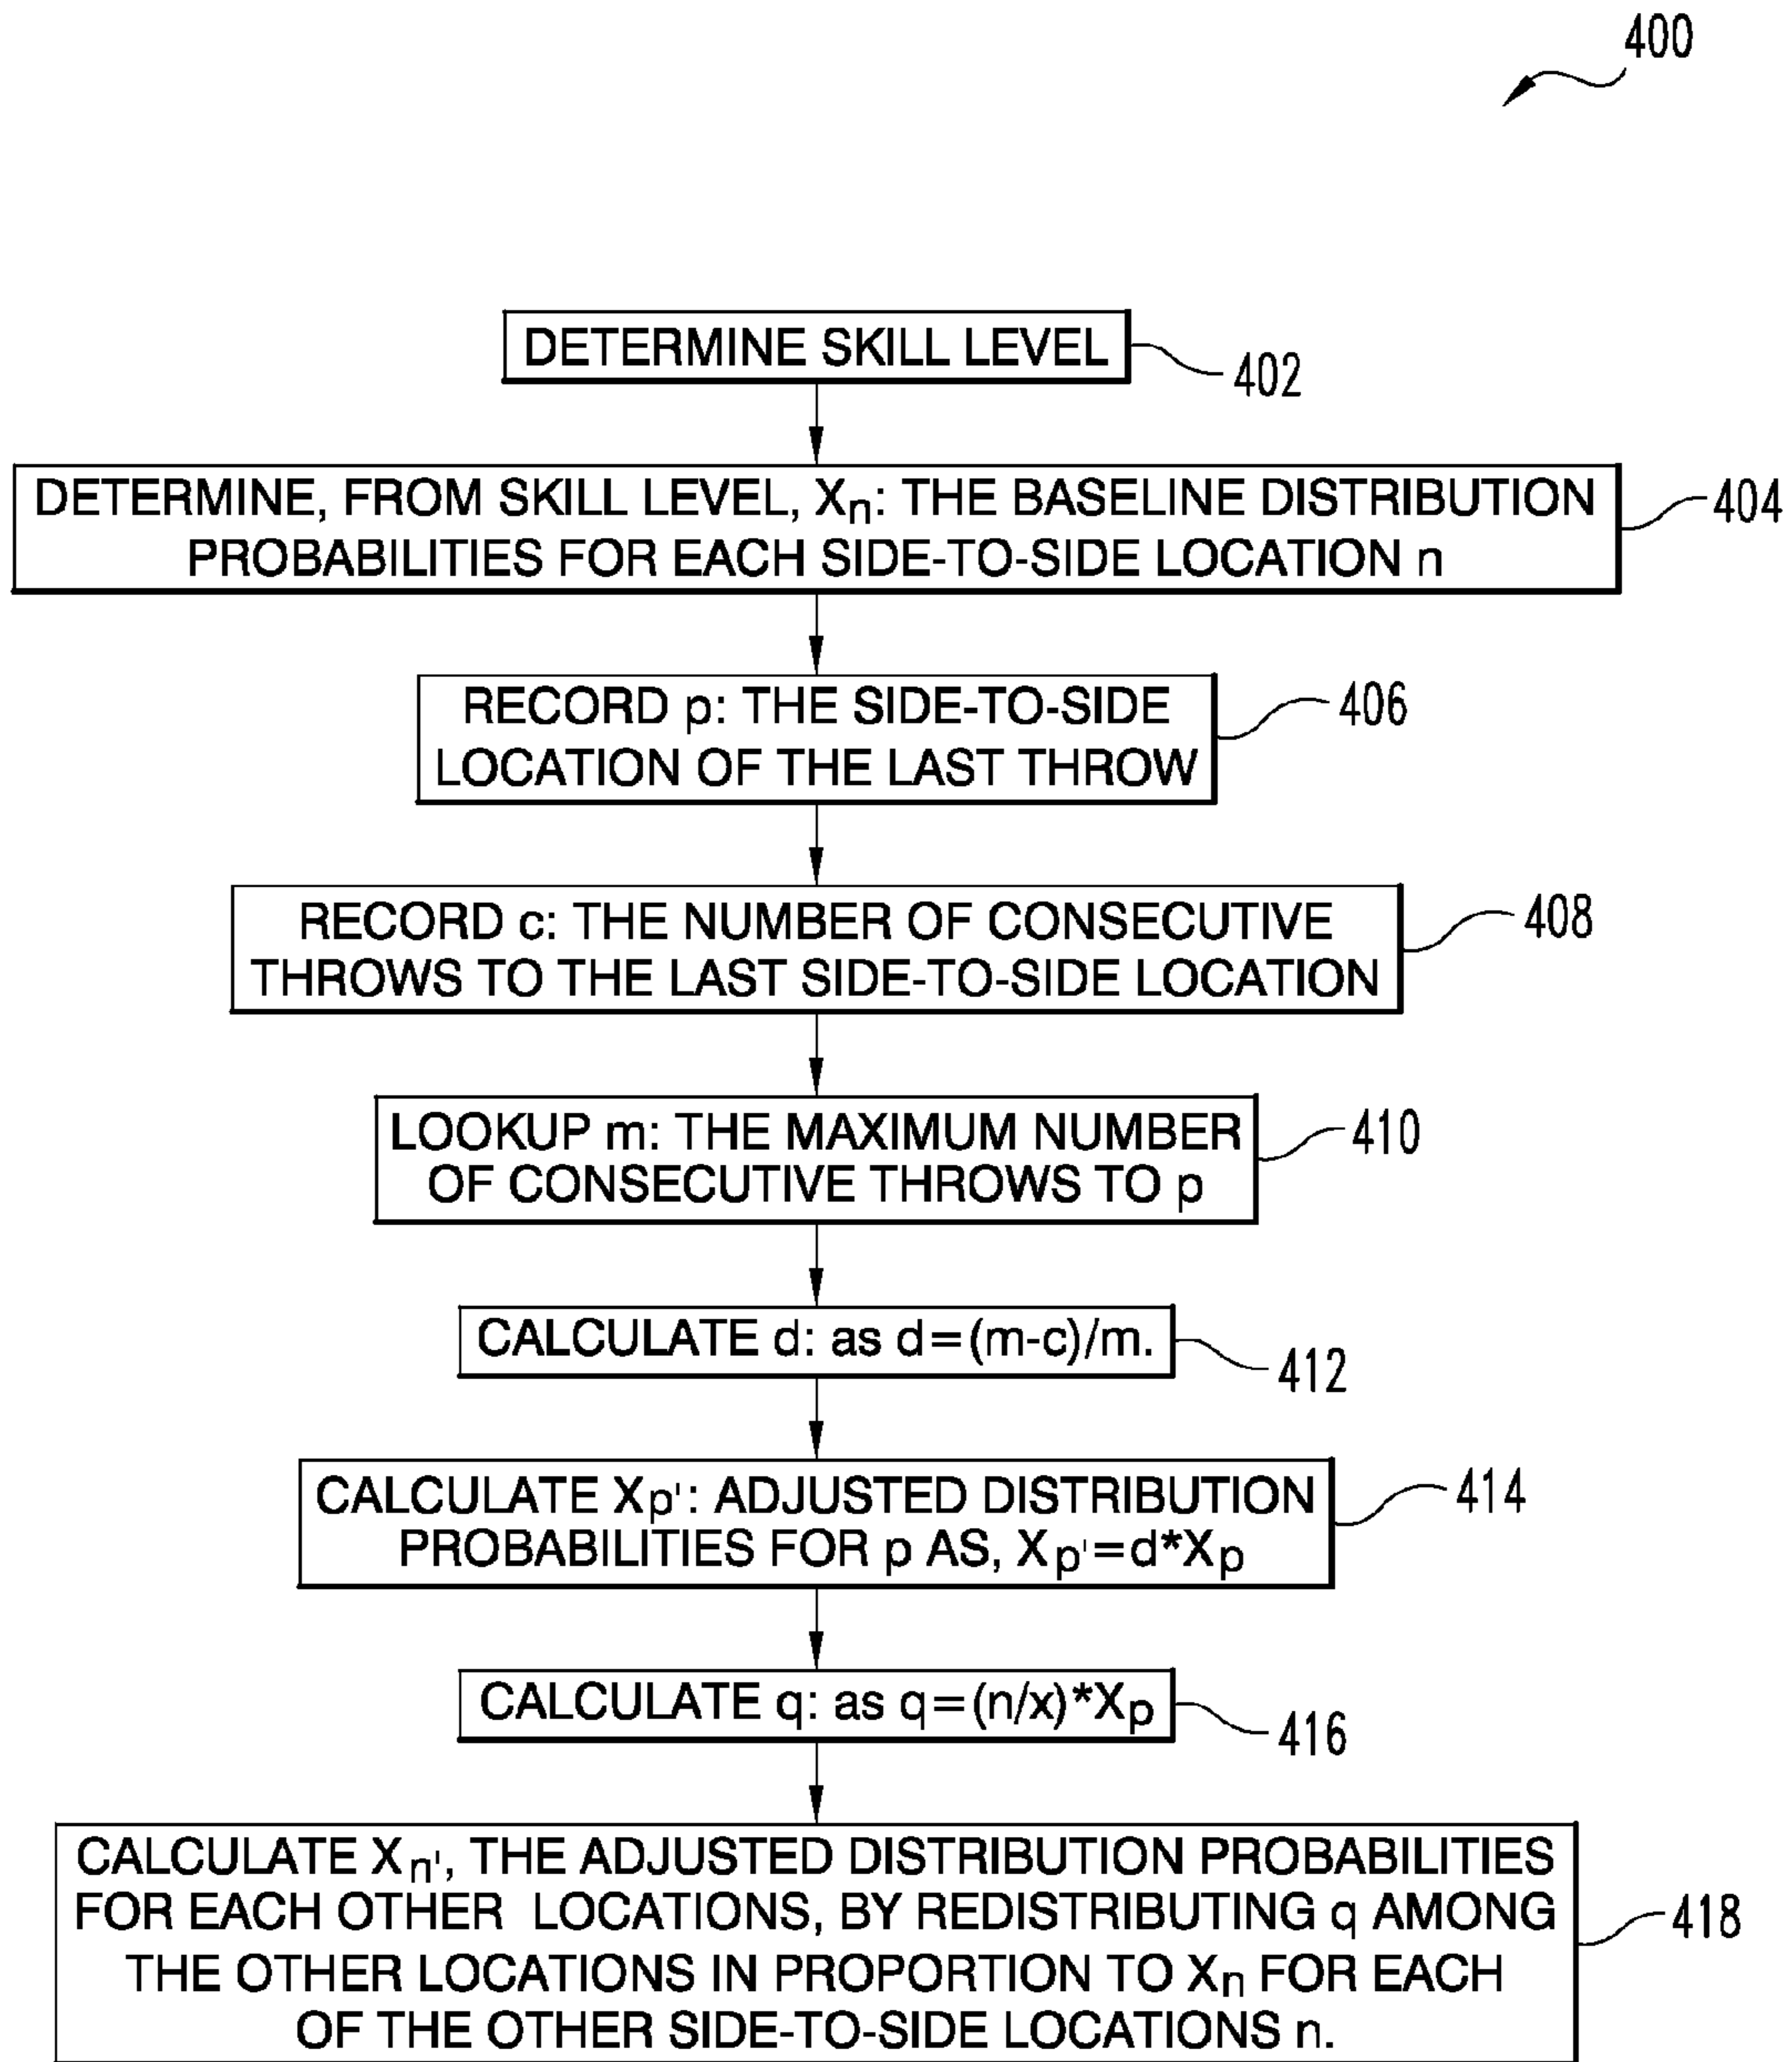 400
DETERMINE SKILL LEVEL
402
DETERMINE, FROM SKILL LEVEL, Xn: THE BASELINE DISTRIBUTION
PROBABILITIES FOR EACH SIDE-TO-SIDE LOCATION n
404
RECORD p: THE SIDE-TO-SIDE
LOCATION OF THE LAST THROW
406
RECORD c: THE NUMBER OF CONSECUTIVE
THROWS TO THE LAST SIDE-TO-SIDE LOCATION
408
LOOKUP m: THE MAXIMUM NUMBER
OF CONSECUTIVE THROWS TO p
410
CALCULATE d: as d=(m-c)/m.
412
CALCULATE Xp': ADJUSTED DISTRIBUTION
PROBABILITIES FOR p AS, Xp'=d*Xp
414
CALCULATE q: as q=(n/x)*Xp
416
CALCULATE Xn', THE ADJUSTED DISTRIBUTION PROBABILITIES
FOR EACH OTHER LOCATIONS, BY REDISTRIBUTING q AMONG
THE OTHER LOCATIONS IN PROPORTION TO Xn FOR EACH
OF THE OTHER SIDE-TO-SIDE LOCATIONS n.
418